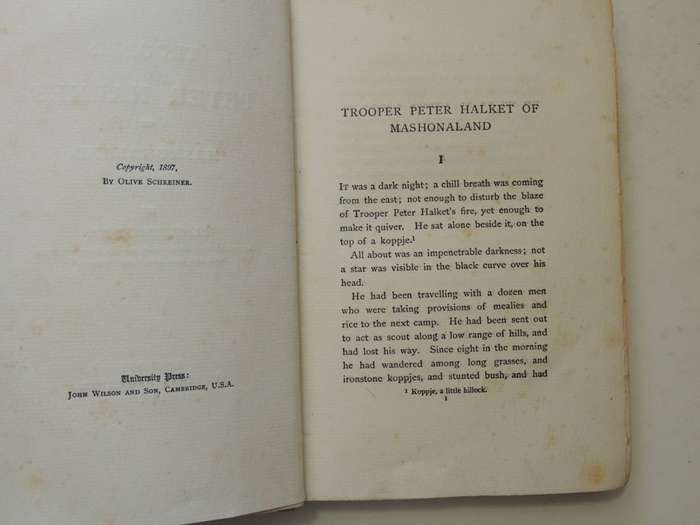 Copyright, 1897,
By Olive Schreiner.
University Press:
John Wilson and Son, Cambridge, U.S.A.
TROOPER PETER HALKET OF
MASHONALAND
I
It was a dark night; a chill breath was coming
from the east; not enough to disturb the blaze
of Trooper Peter Halket's fire, yet enough to
make it quiver. He sat alone beside it, on the
top of a koppje.¹
All about was an impenetrable darkness; not
a star was visible in the black curve over his
head.
He had been travelling with a dozen men
who were taking provisions of mealies and
rice to the next camp. He had been sent out
to act as scout along a low range of hills, and
had lost his way. Since eight in the morning
he had wandered among long grasses, and
ironstone koppjes, and stunted bush, and had
¹ Koppje, a little hillock.
1